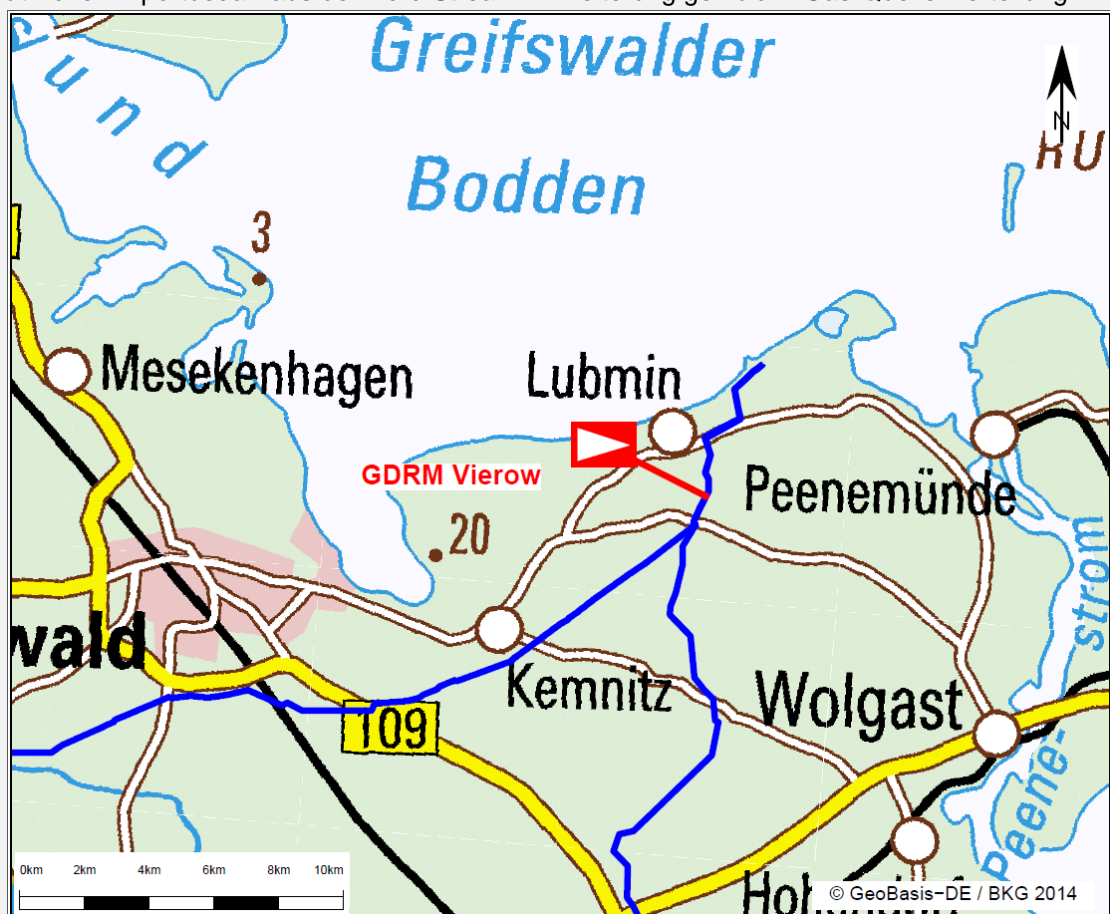 Greifswalder
Bodden
und
N
RU
3
Mesekenhagen
Lubmin
GDRM Vierow
Peenemünde
20
strom
wald
Kemnitz
Wolgast
109
Peene-
0km 2km 4km 6km 8km 10km
© GeoBasis-DE / BKG 2014